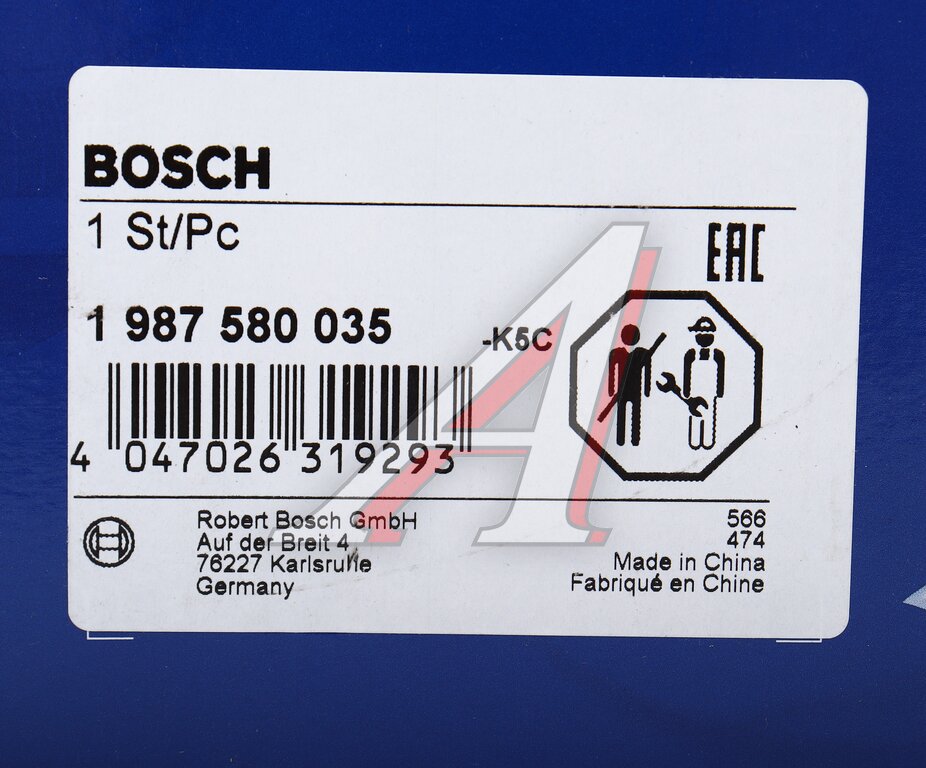 BOSCH
1 St/Pc
EAC
1 987 580 035
-K5C
4 047026 319293
Robert Bosch GmbH
Auf der Breit 4
76227 Karlsruhe
Germany
566
474
Made in China
Fabriqué en Chine